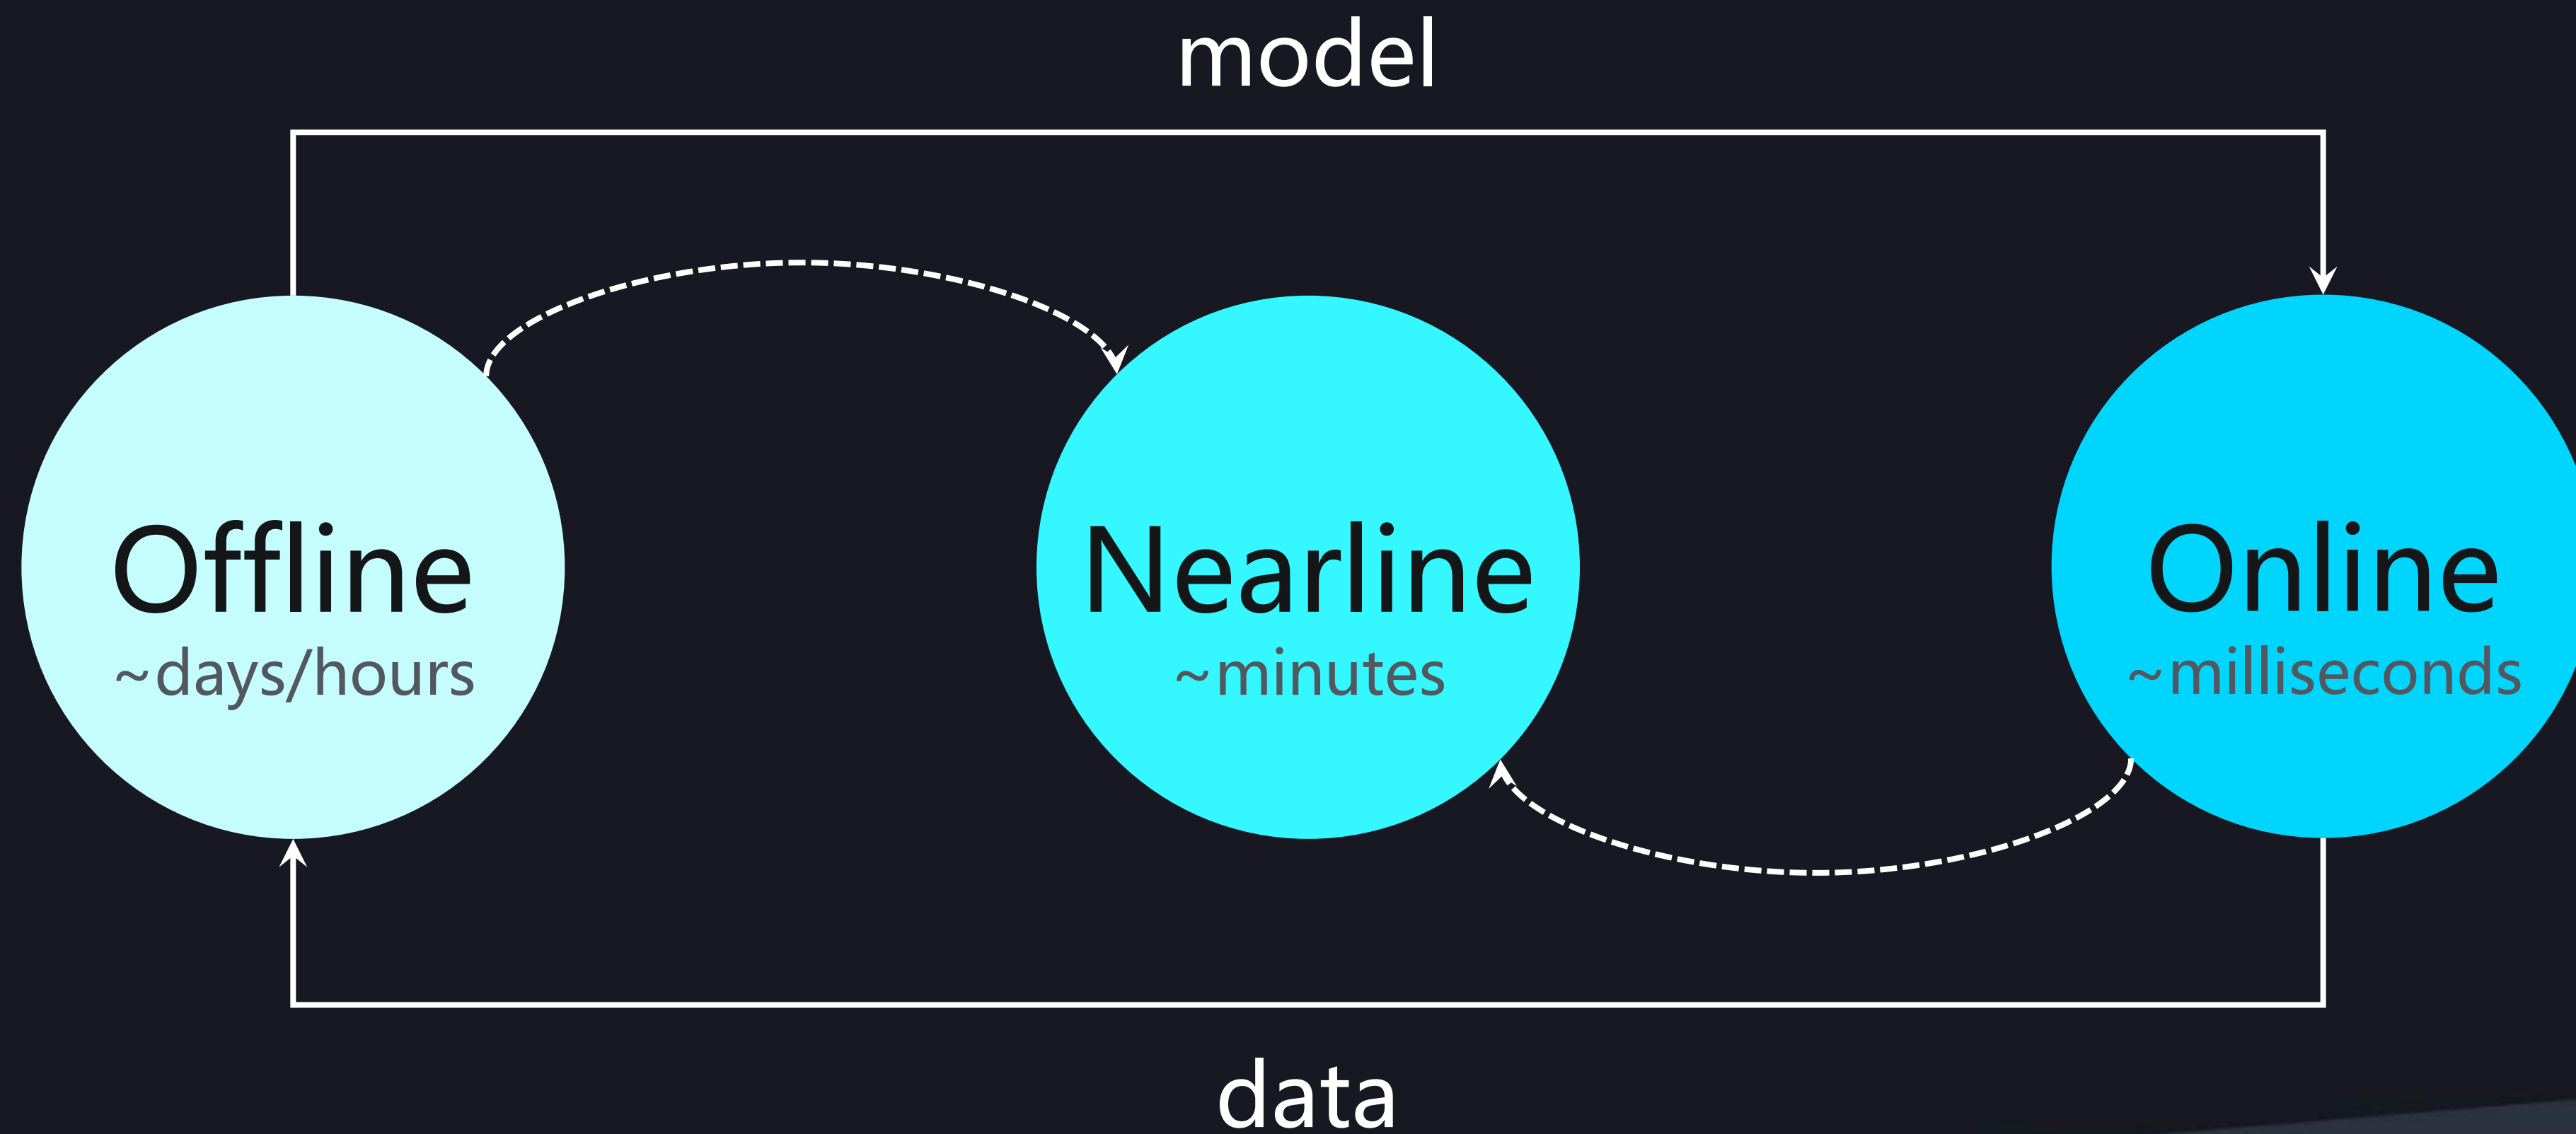 model
Offline
~days/hours
Nearline
~minutes
Online
~milliseconds
data